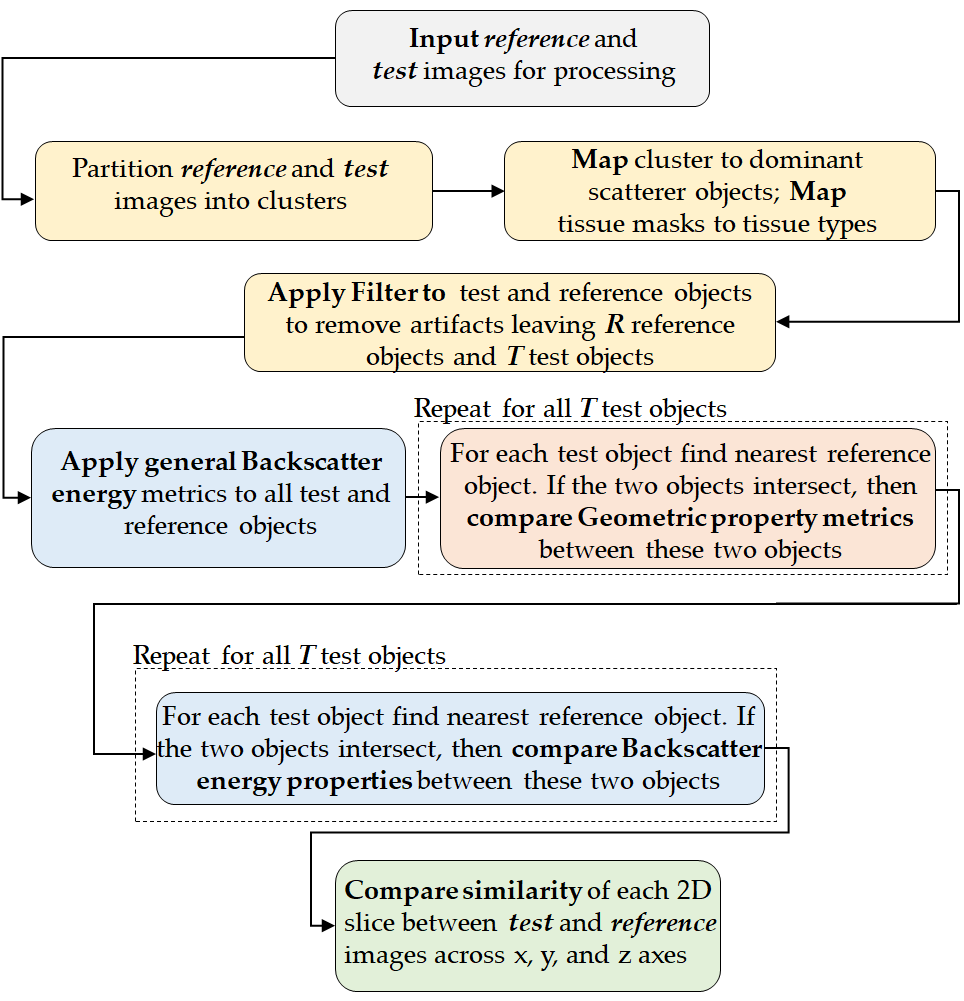 Input reference and
test images for processing
Partition reference and test
images into clusters
Map cluster to dominant
scatterer objects; Map
tissue masks to tissue types
Apply Filter to test and reference objects
to remove artifacts leaving R reference
objects and T test objects
Apply general Backscatter
energy metrics to all test and
reference objects
Repeat for all T test objects
For each test object find nearest reference
object. If the two objects intersect, then
compare Geometric property metrics
between these two objects
Repeat for all T test objects
For each test object find nearest reference object. If
the two objects intersect, then compare Backscatter
energy properties between these two objects
Compare similarity of each 2D
slice between test and reference
images across x, y, and z axes